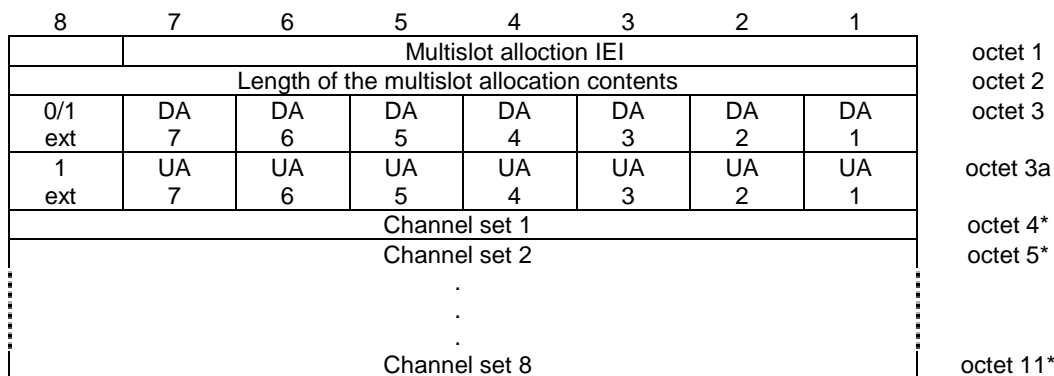 8 7 6 5 4 3 2 1
Multislot alloction IEI octet 1
Length of the multislot allocation contents octet 2
0/1 DA DA DA DA DA DA DA octet 3
ext 7 6 5 4 3 2 1
1 UA UA UA UA UA UA UA octet 3a
ext 7 6 5 4 3 2 1
Channel set 1 octet 4*
Channel set 2 octet 5*
.
.
.
Channel set 8 octet 11*